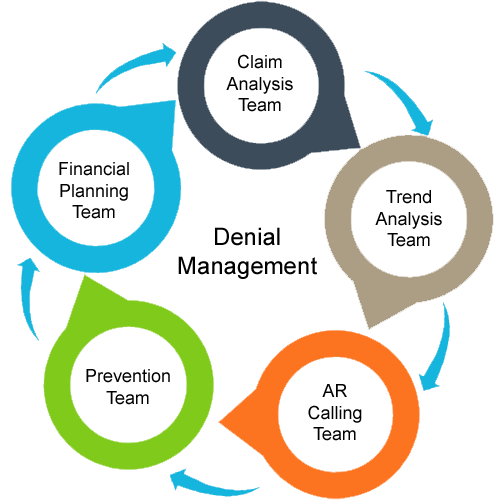 Claim
Analysis
Team
Financial
Planning
Team
Trend
Analysis
Team
Denial
Management
Prevention
Team
AR
Calling
Team